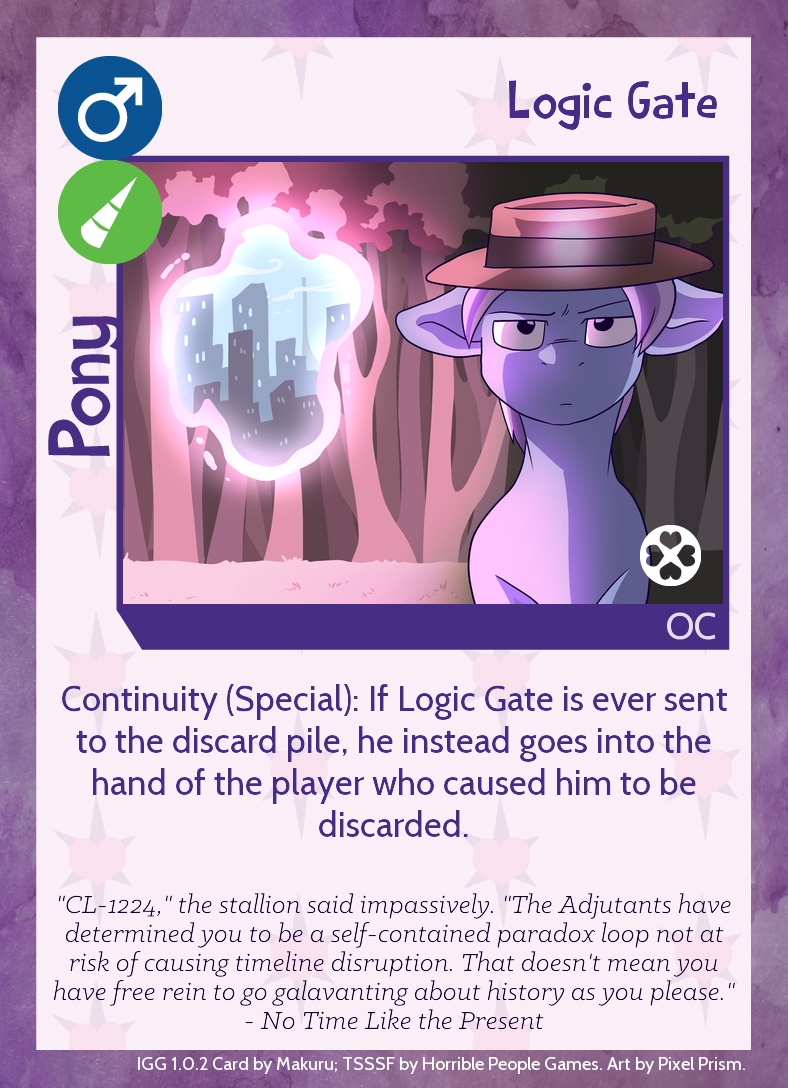 Logic Gate
Pony
OC
Continuity (Special): If Logic Gate is ever sent
to the discard pile, he instead goes into the
hand of the player who caused him to be
discarded.
"CL-1224," the stallion said impassively. "The Adjutants have
determined you to be a self-contained paradox loop not at
risk of causing timeline disruption. That doesn't mean you
have free rein to go galavanting about history as you please."
- No Time Like the Present
IGG 1.0.2 Card by Makuru; TSSSF by Horrible People Games. Art by Pixel Prism.